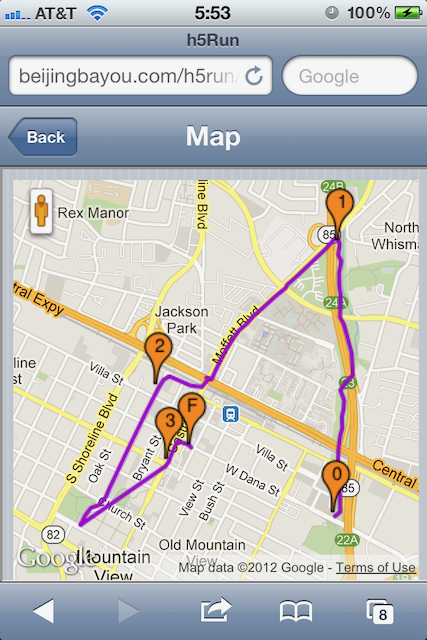 AT&T
5:53
100%
h5Run
beijingbayou.com/h5run/
Google
Back
Map
24B
1
line Blvd
Rex Manor
85
North
Whisma
24A
Central Expy
Jackson
Park
Moffett Blvd
2
Villa St
line
St
S Shoreline Blvd
F
3
Castro
Bryant St
Oak St
Villa St
Central
W Dana St
0
85
View St
Bush St
Church St
82
Old Mountain
View
22A
Google
Mountain
View
Map data ©2012 Google - Terms of Use
8